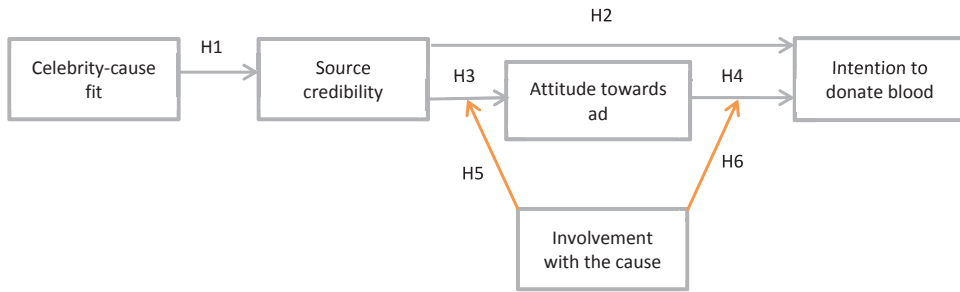 H2
H1
Celebrity-cause
fit
Source
credibility
H3
Attitude towards
ad
H4
Intention to
donate blood
H5
H6
Involvement
with the cause